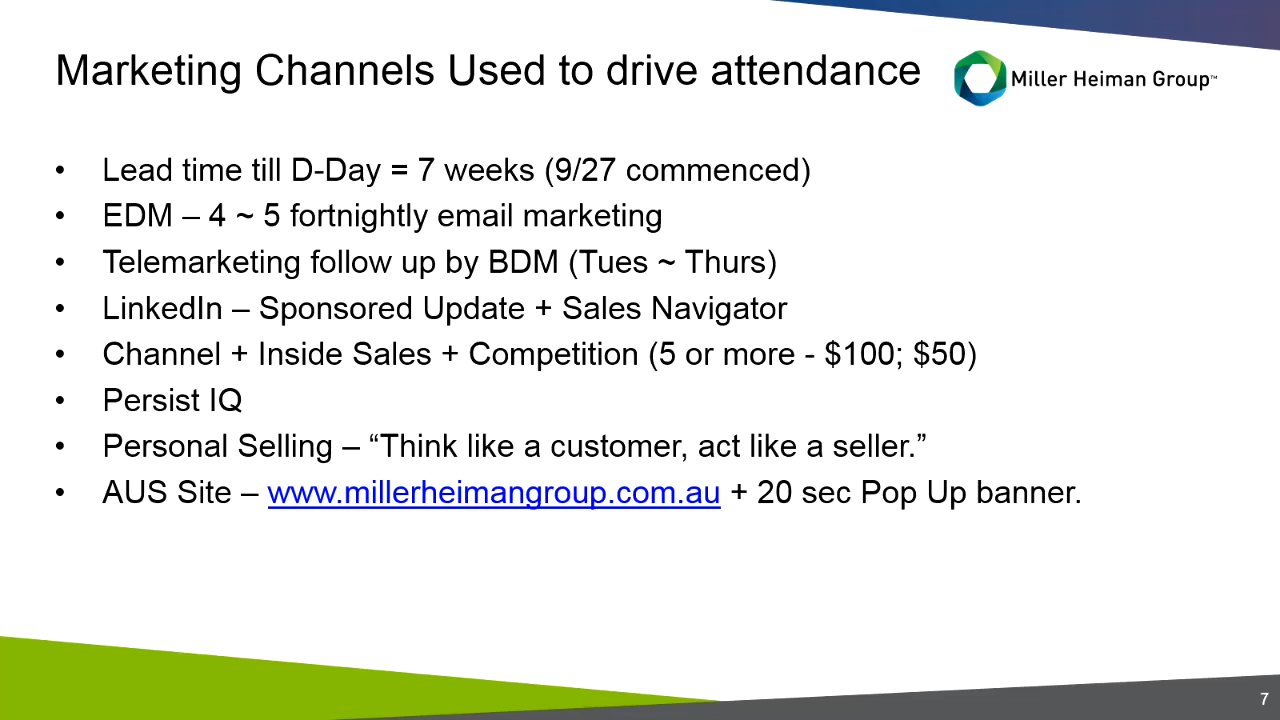 Marketing Channels Used to drive attendance
Miller Heiman Group™
• Lead time till D-Day = 7 weeks (9/27 commenced)
• EDM – 4 ~ 5 fortnightly email marketing
• Telemarketing follow up by BDM (Tues ~ Thurs)
• LinkedIn – Sponsored Update + Sales Navigator
• Channel + Inside Sales + Competition (5 or more - $100; $50)
• Persist IQ
• Personal Selling – “Think like a customer, act like a seller.”
• AUS Site – www.millerheimangroup.com.au + 20 sec Pop Up banner.
7